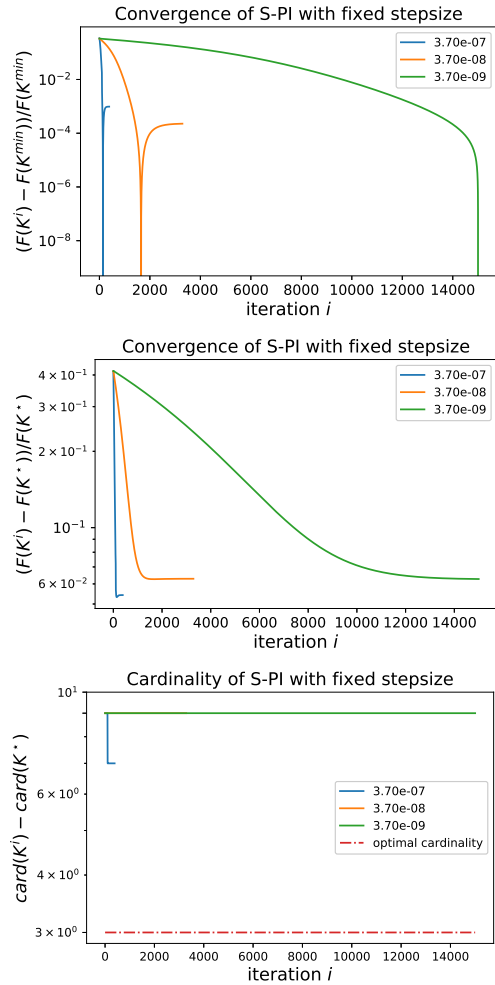 Convergence of S-PI with fixed stepsize
(F(K^i) − F(K^{min}))/F(K^{min})
10^{−2}
10^{−4}
10^{−6}
10^{−8}
3.70e-07
3.70e-08
3.70e-09
0 2000 4000 6000 8000 10000 12000 14000
iteration i
Convergence of S-PI with fixed stepsize
(F(K^i) − F(K^⋆))/F(K^⋆)
4 × 10^{−1}
3 × 10^{−1}
2 × 10^{−1}
10^{−1}
6 × 10^{−2}
3.70e-07
3.70e-08
3.70e-09
0 2000 4000 6000 8000 10000 12000 14000
iteration i
Cardinality of S-PI with fixed stepsize
card(K^i) − card(K^⋆)
10^1
6 × 10^0
4 × 10^0
3 × 10^0
3.70e-07
3.70e-08
3.70e-09
optimal cardinality
0 2000 4000 6000 8000 10000 12000 14000
iteration i